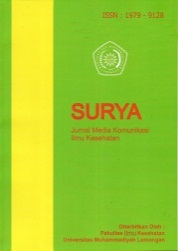 ISSN : 1979 - 9128
SURYA
Jurnal Media Komunikasi
Ilmu Kesehatan
Diterbitkan Oleh :
Fakultas Ilmu Kesehatan
Universitas Muhammadiyah Lamongan